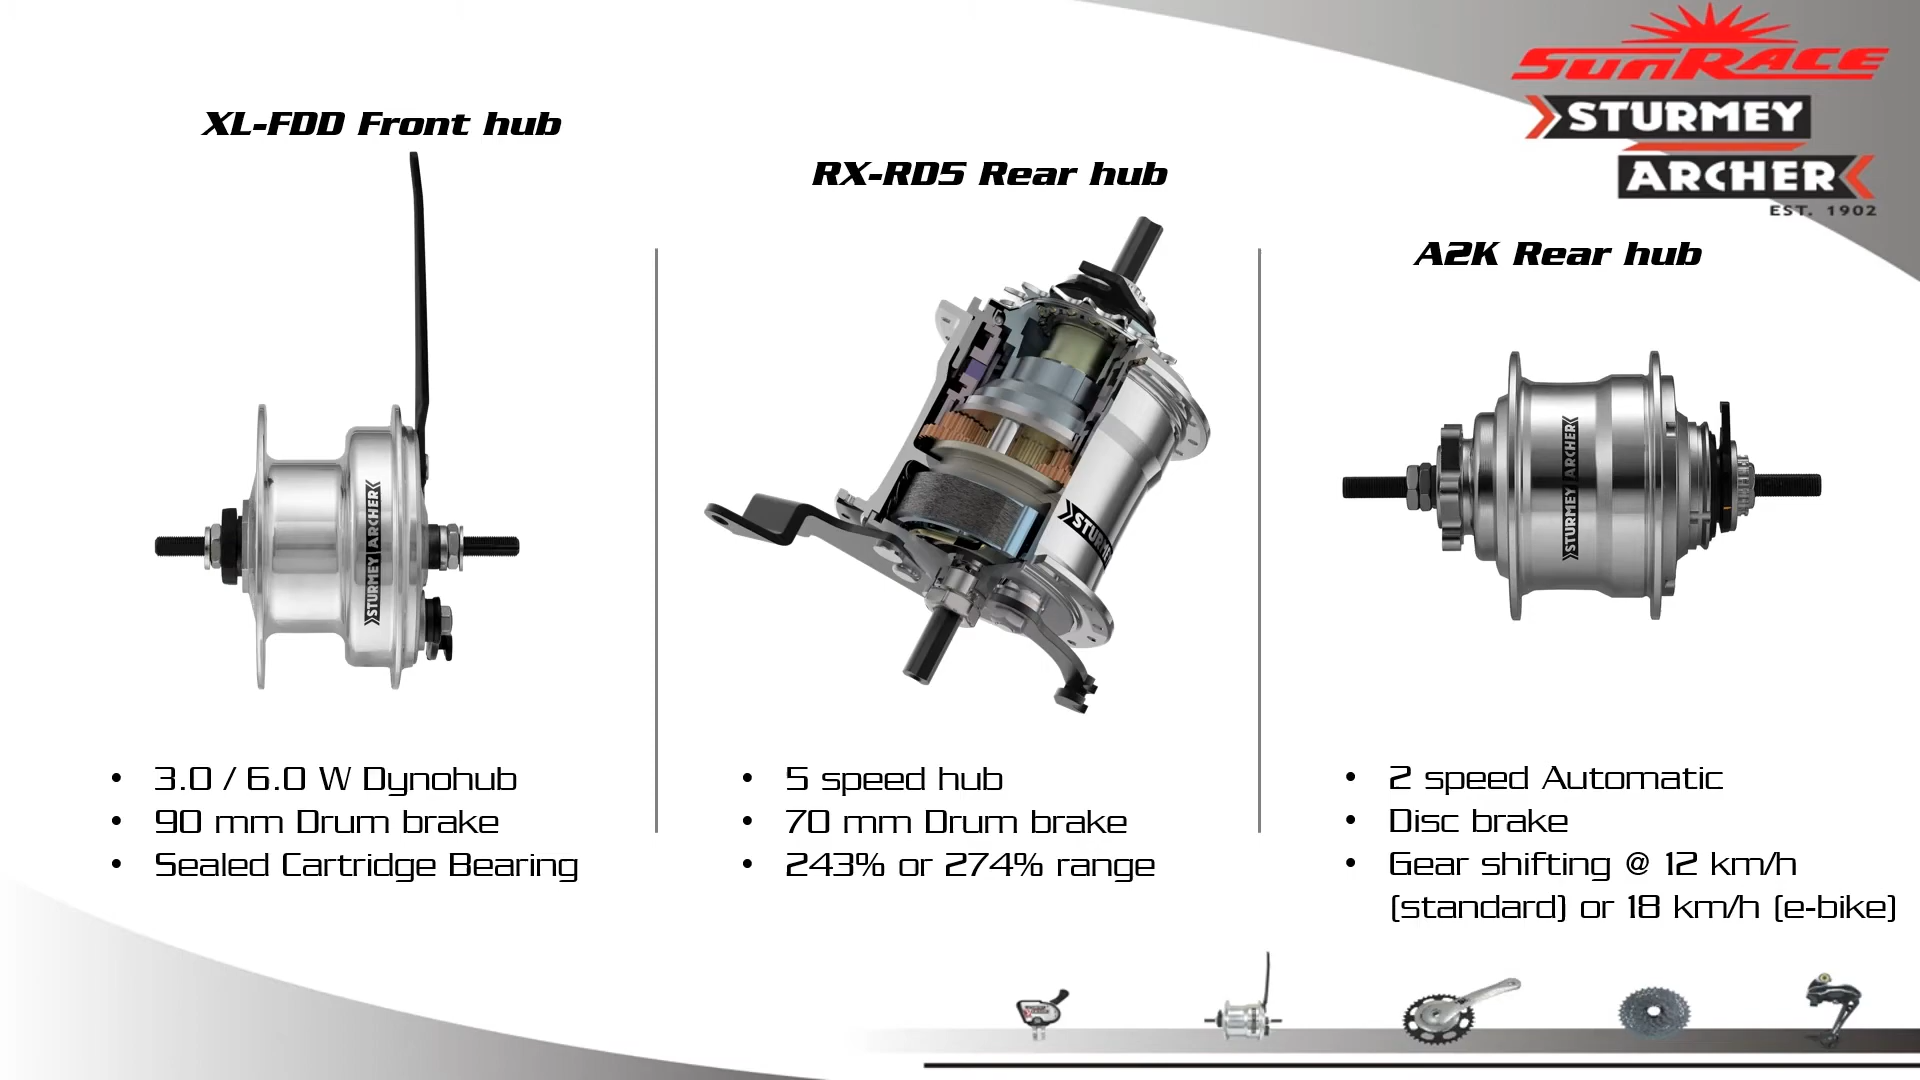 SunRace
STURMEY
ARCHER
EST. 1902
XL-FDD Front hub
STURMEY ARCHER
• 3.0 / 6.0 W Dynohub
• 90 mm Drum brake
• Sealed Cartridge Bearing
RX-RD5 Rear hub
STURME
• 5 speed hub
• 70 mm Drum brake
• 243% or 274% range
A2K Rear hub
STURMEY ARCHER
• 2 speed Automatic
• Disc brake
• Gear shifting @ 12 km/h
(standard) or 18 km/h (e-bike)